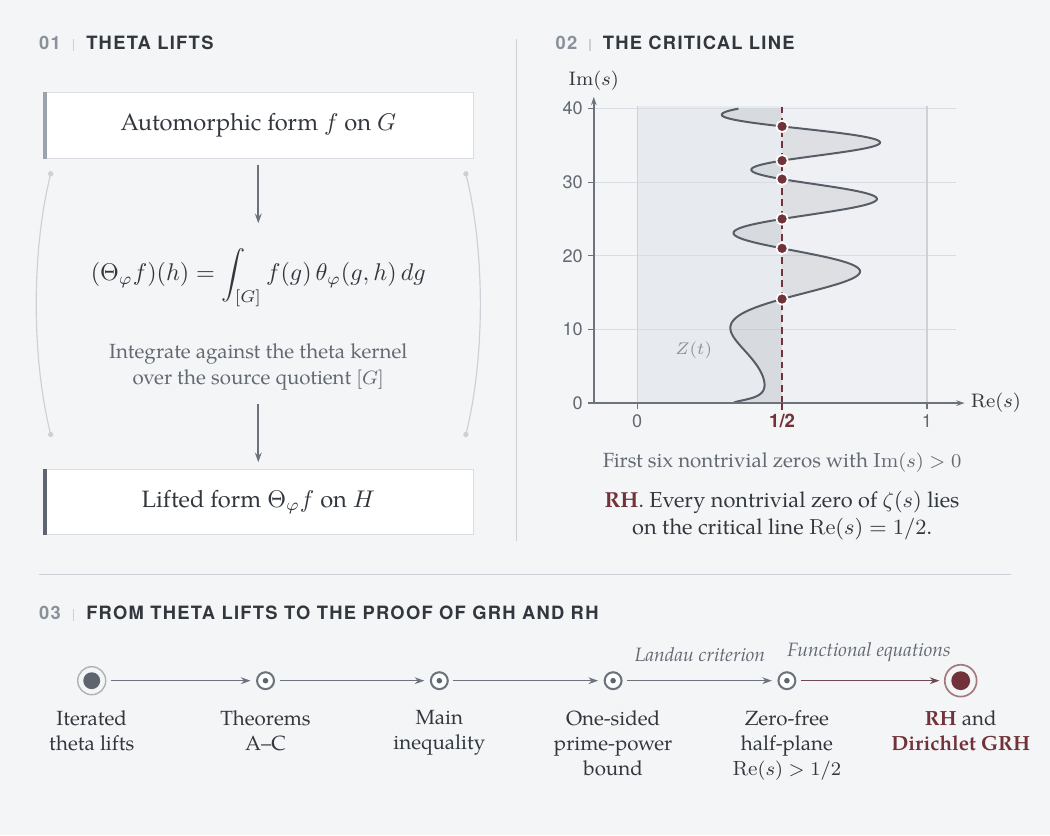 01 | THETA LIFTS
Automorphic form f on G
(Θ_φ f)(h) = ∫_[G] f(g) θ_φ(g, h) dg
Integrate against the theta kernel
over the source quotient [G]
Lifted form Θ_φ f on H
02 | THE CRITICAL LINE
Im(s)
40
30
20
10
0
Z(t)
Re(s)
0
1/2
1
First six nontrivial zeros with Im(s) > 0
RH. Every nontrivial zero of ζ(s) lies
on the critical line Re(s) = 1/2.
03 | FROM THETA LIFTS TO THE PROOF OF GRH AND RH
Landau criterion
Functional equations
Iterated
theta lifts
Theorems
A–C
Main
inequality
One-sided
prime-power
bound
Zero-free
half-plane
Re(s) > 1/2
RH and
Dirichlet GRH